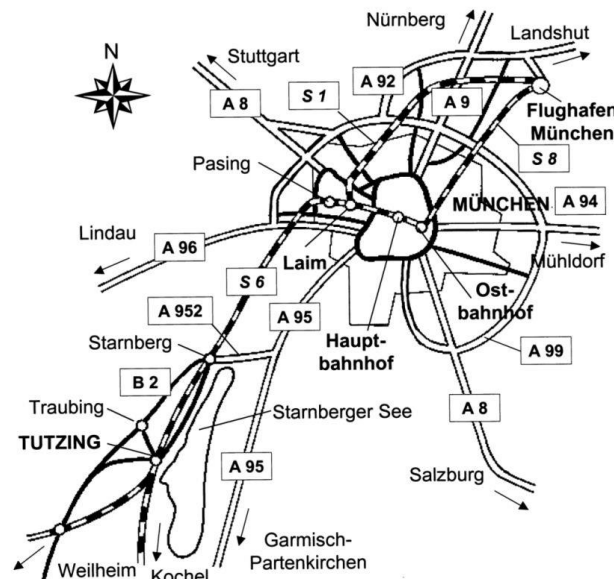 Nürnberg
N
Landshut
Stuttgart
A 92
S 1
A 8
A 9
Flughafen
München
S 8
Pasing
MÜNCHEN
A 94
Lindau
A 96
Laim
Mühldorf
S 6
Ost-
bahnhof
A 952
A 95
Haupt-
bahnhof
Starnberg
A 99
B 2
A 8
Traubing
Starnberger See
TUTZING
A 95
Salzburg
Garmisch-
Partenkirchen
Weilheim
Kochel